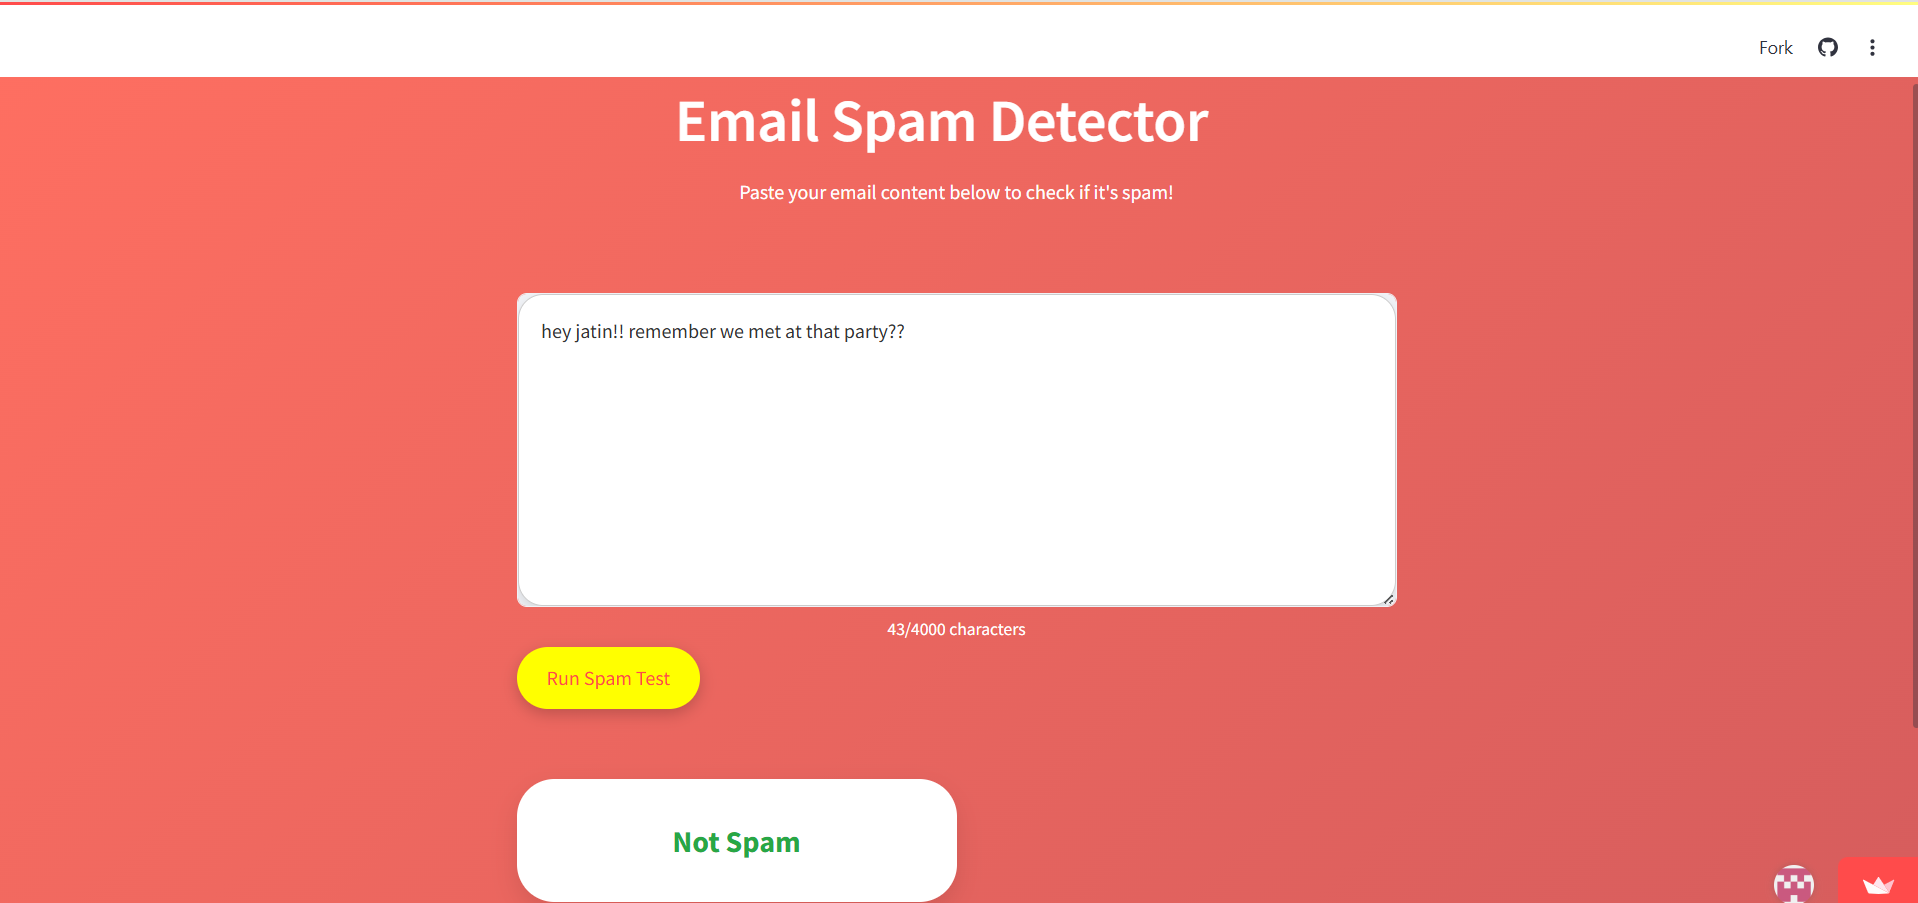 Fork
Email Spam Detector
Paste your email content below to check if it's spam!
hey jatin!! remember we met at that party??
43/4000 characters
Run Spam Test
Not Spam